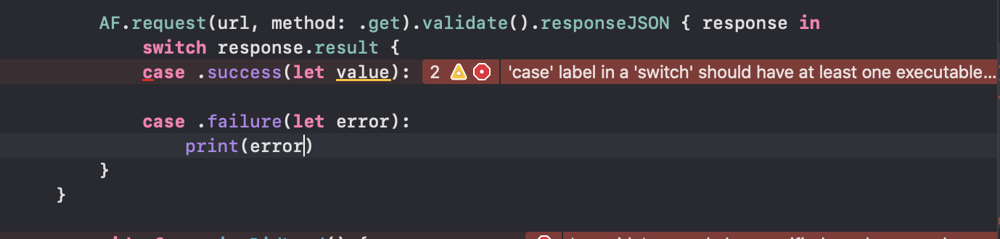 AF.request(url, method: .get).validate().responseJSON { response in
switch response.result {
case .success(let value): 2 'case' label in a 'switch' should have at least one executable...
case .failure(let error):
print(error)
}
}